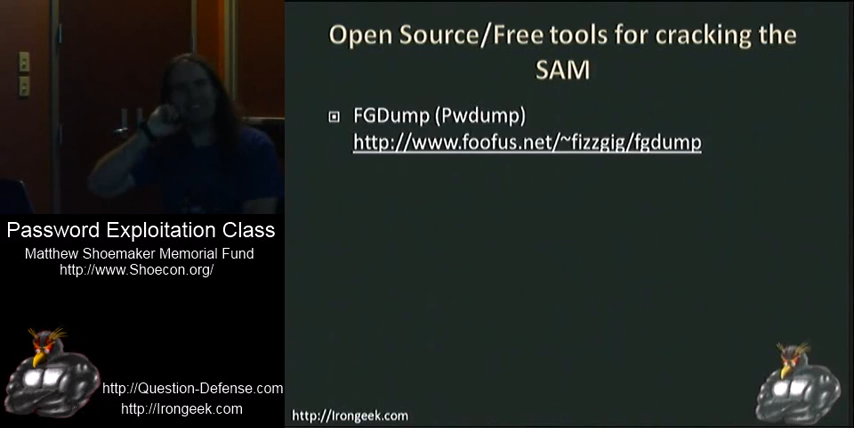 Open Source/Free tools for cracking the
SAM
FGDump (Pwdump)
http://www.foofus.net/~fizzgig/fgdump
Password Exploitation Class
Matthew Shoemaker Memorial Fund
http://www.Shoecon.org/
http://Question-Defense.com
http://Irongeek.com
http://Irongeek.com